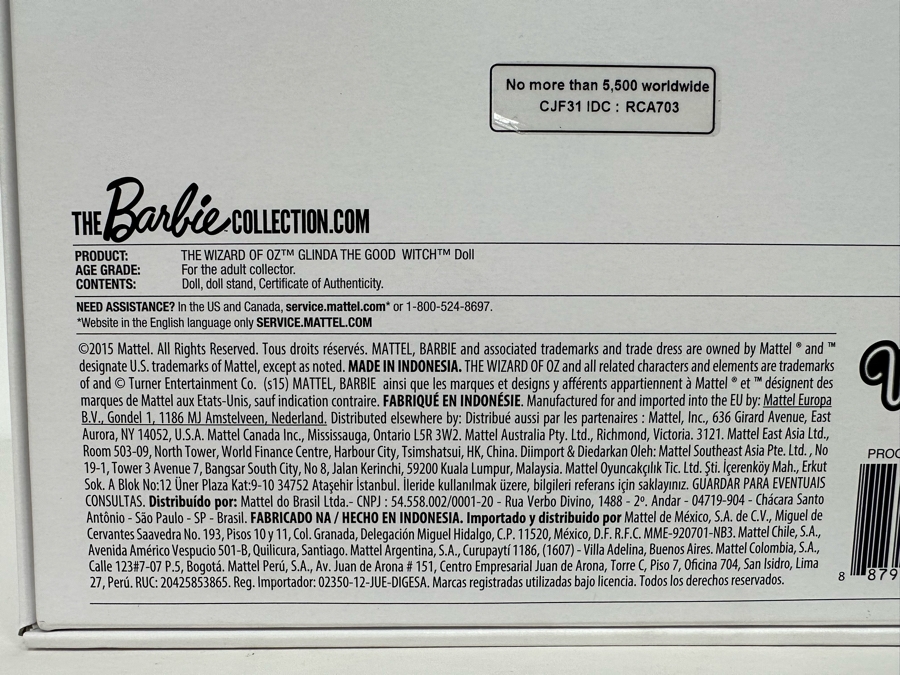 No more than 5,500 worldwide
CJF31 IDC : RCA703
THE Barbie COLLECTION.COM
PRODUCT: THE WIZARD OF OZ™ GLINDA THE GOOD WITCH™ Doll
AGE GRADE: For the adult collector.
CONTENTS: Doll, doll stand, Certificate of Authenticity.
NEED ASSISTANCE? In the US and Canada, service.mattel.com* or 1-800-524-8697.
*Website in the English language only SERVICE.MATTEL.COM
©2015 Mattel. All Rights Reserved. Tous droits réservés. MATTEL, BARBIE and associated trademarks and trade dress are owned by Mattel ® and ™
designate U.S. trademarks of Mattel, except as noted. MADE IN INDONESIA. THE WIZARD OF OZ and all related characters and elements are trademarks
of and © Turner Entertainment Co. (s15) MATTEL, BARBIE ainsi que les marques et designs y afférents appartiennent à Mattel ® et ™ désignent des
marques de Mattel aux Etats-Unis, sauf indication contraire. FABRIQUÉ EN INDONÉSIE. Manufactured for and imported into the EU by: Mattel Europa
B.V., Gondel 1, 1186 MJ Amstelveen, Nederland. Distributed elsewhere by: Distribué aussi par les partenaires : Mattel, Inc., 636 Girard Avenue, East
Aurora, NY 14052, U.S.A. Mattel Canada Inc., Mississauga, Ontario L5R 3W2. Mattel Australia Pty. Ltd., Richmond, Victoria. 3121. Mattel East Asia Ltd.,
Room 503-09, North Tower, World Finance Centre, Harbour City, Tsimshatsui, HK, China. Diimport & Diedarkan Oleh: Mattel Southeast Asia Pte. Ltd. , No
19-1, Tower 3 Avenue 7, Bangsar South City, No 8, Jalan Kerinchi, 59200 Kuala Lumpur, Malaysia. Mattel Oyuncakçılık Tic. Ltd. Şti. İçerenköy Mah., Erkut
Sok. A Blok No:12 Üner Plaza Kat:9-10 34752 Ataşehir İstanbul. İleride kullanılmak üzere, bilgileri referans için saklayınız. GUARDAR PARA EVENTUAIS
CONSULTAS. Distribuído por: Mattel do Brasil Ltda.- CNPJ : 54.558.002/0001-20 - Rua Verbo Divino, 1488 - 2º. Andar - 04719-904 - Chácara Santo
Antônio - São Paulo - SP - Brasil. FABRICADO NA / HECHO EN INDONESIA. Importado y distribuido por Mattel de México, S.A. de C.V., Miguel de
Cervantes Saavedra No. 193, Pisos 10 y 11, Col. Granada, Delegación Miguel Hidalgo, C.P. 11520, México, D.F. R.F.C. MME-920701-NB3. Mattel Chile, S.A.,
Avenida Américo Vespucio 501-B, Quilicura, Santiago. Mattel Argentina, S.A., Curupaytí 1186, (1607) - Villa Adelina, Buenos Aires. Mattel Colombia, S.A.,
Calle 123#7-07 P.5, Bogotá. Mattel Perú, S.A., Av. Juan de Arona # 151, Centro Empresarial Juan de Arona, Torre C, Piso 7, Oficina 704, San Isidro, Lima
27, Perú. RUC: 20425853865. Reg. Importador: 02350-12-JUE-DIGESA. Marcas registradas utilizadas bajo licencia. Todos los derechos reservados.
PROD
8 879